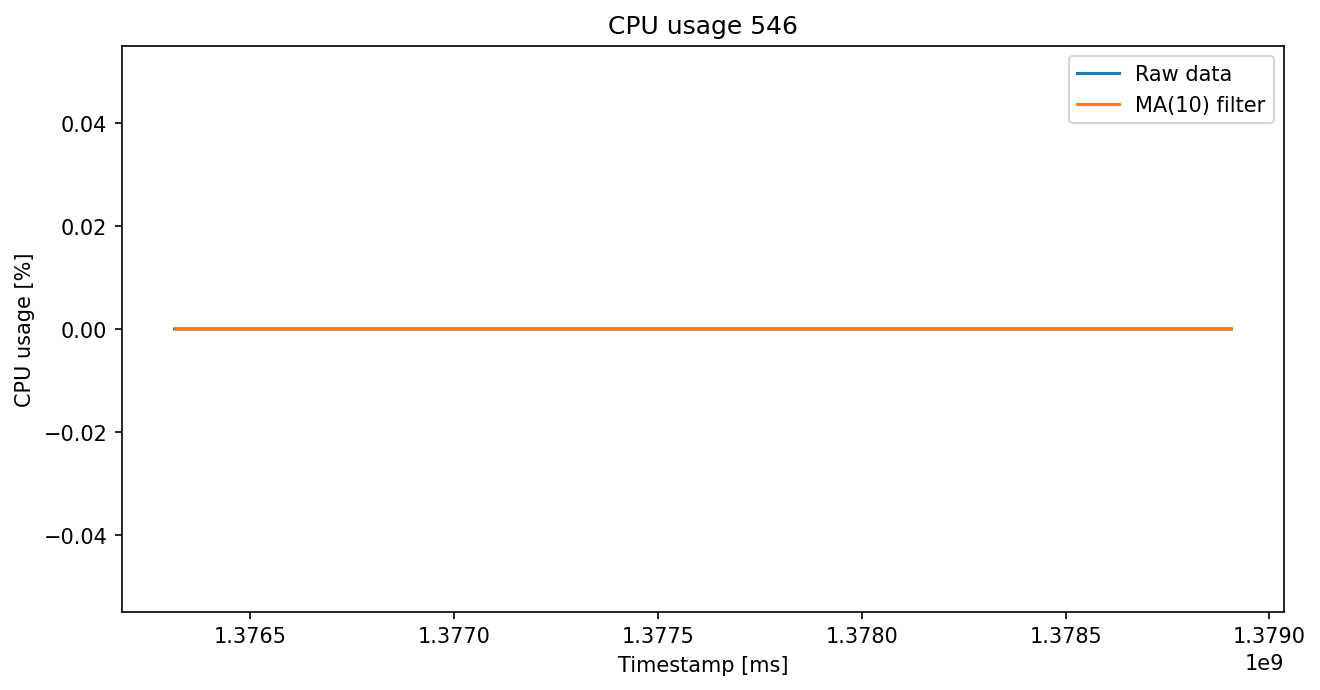 CPU usage 546
Raw data
MA(10) filter
CPU usage [%]
0.04
0.02
0.00
−0.02
−0.04
1.3765 1.3770 1.3775 1.3780 1.3785 1.3790
1e9
Timestamp [ms]